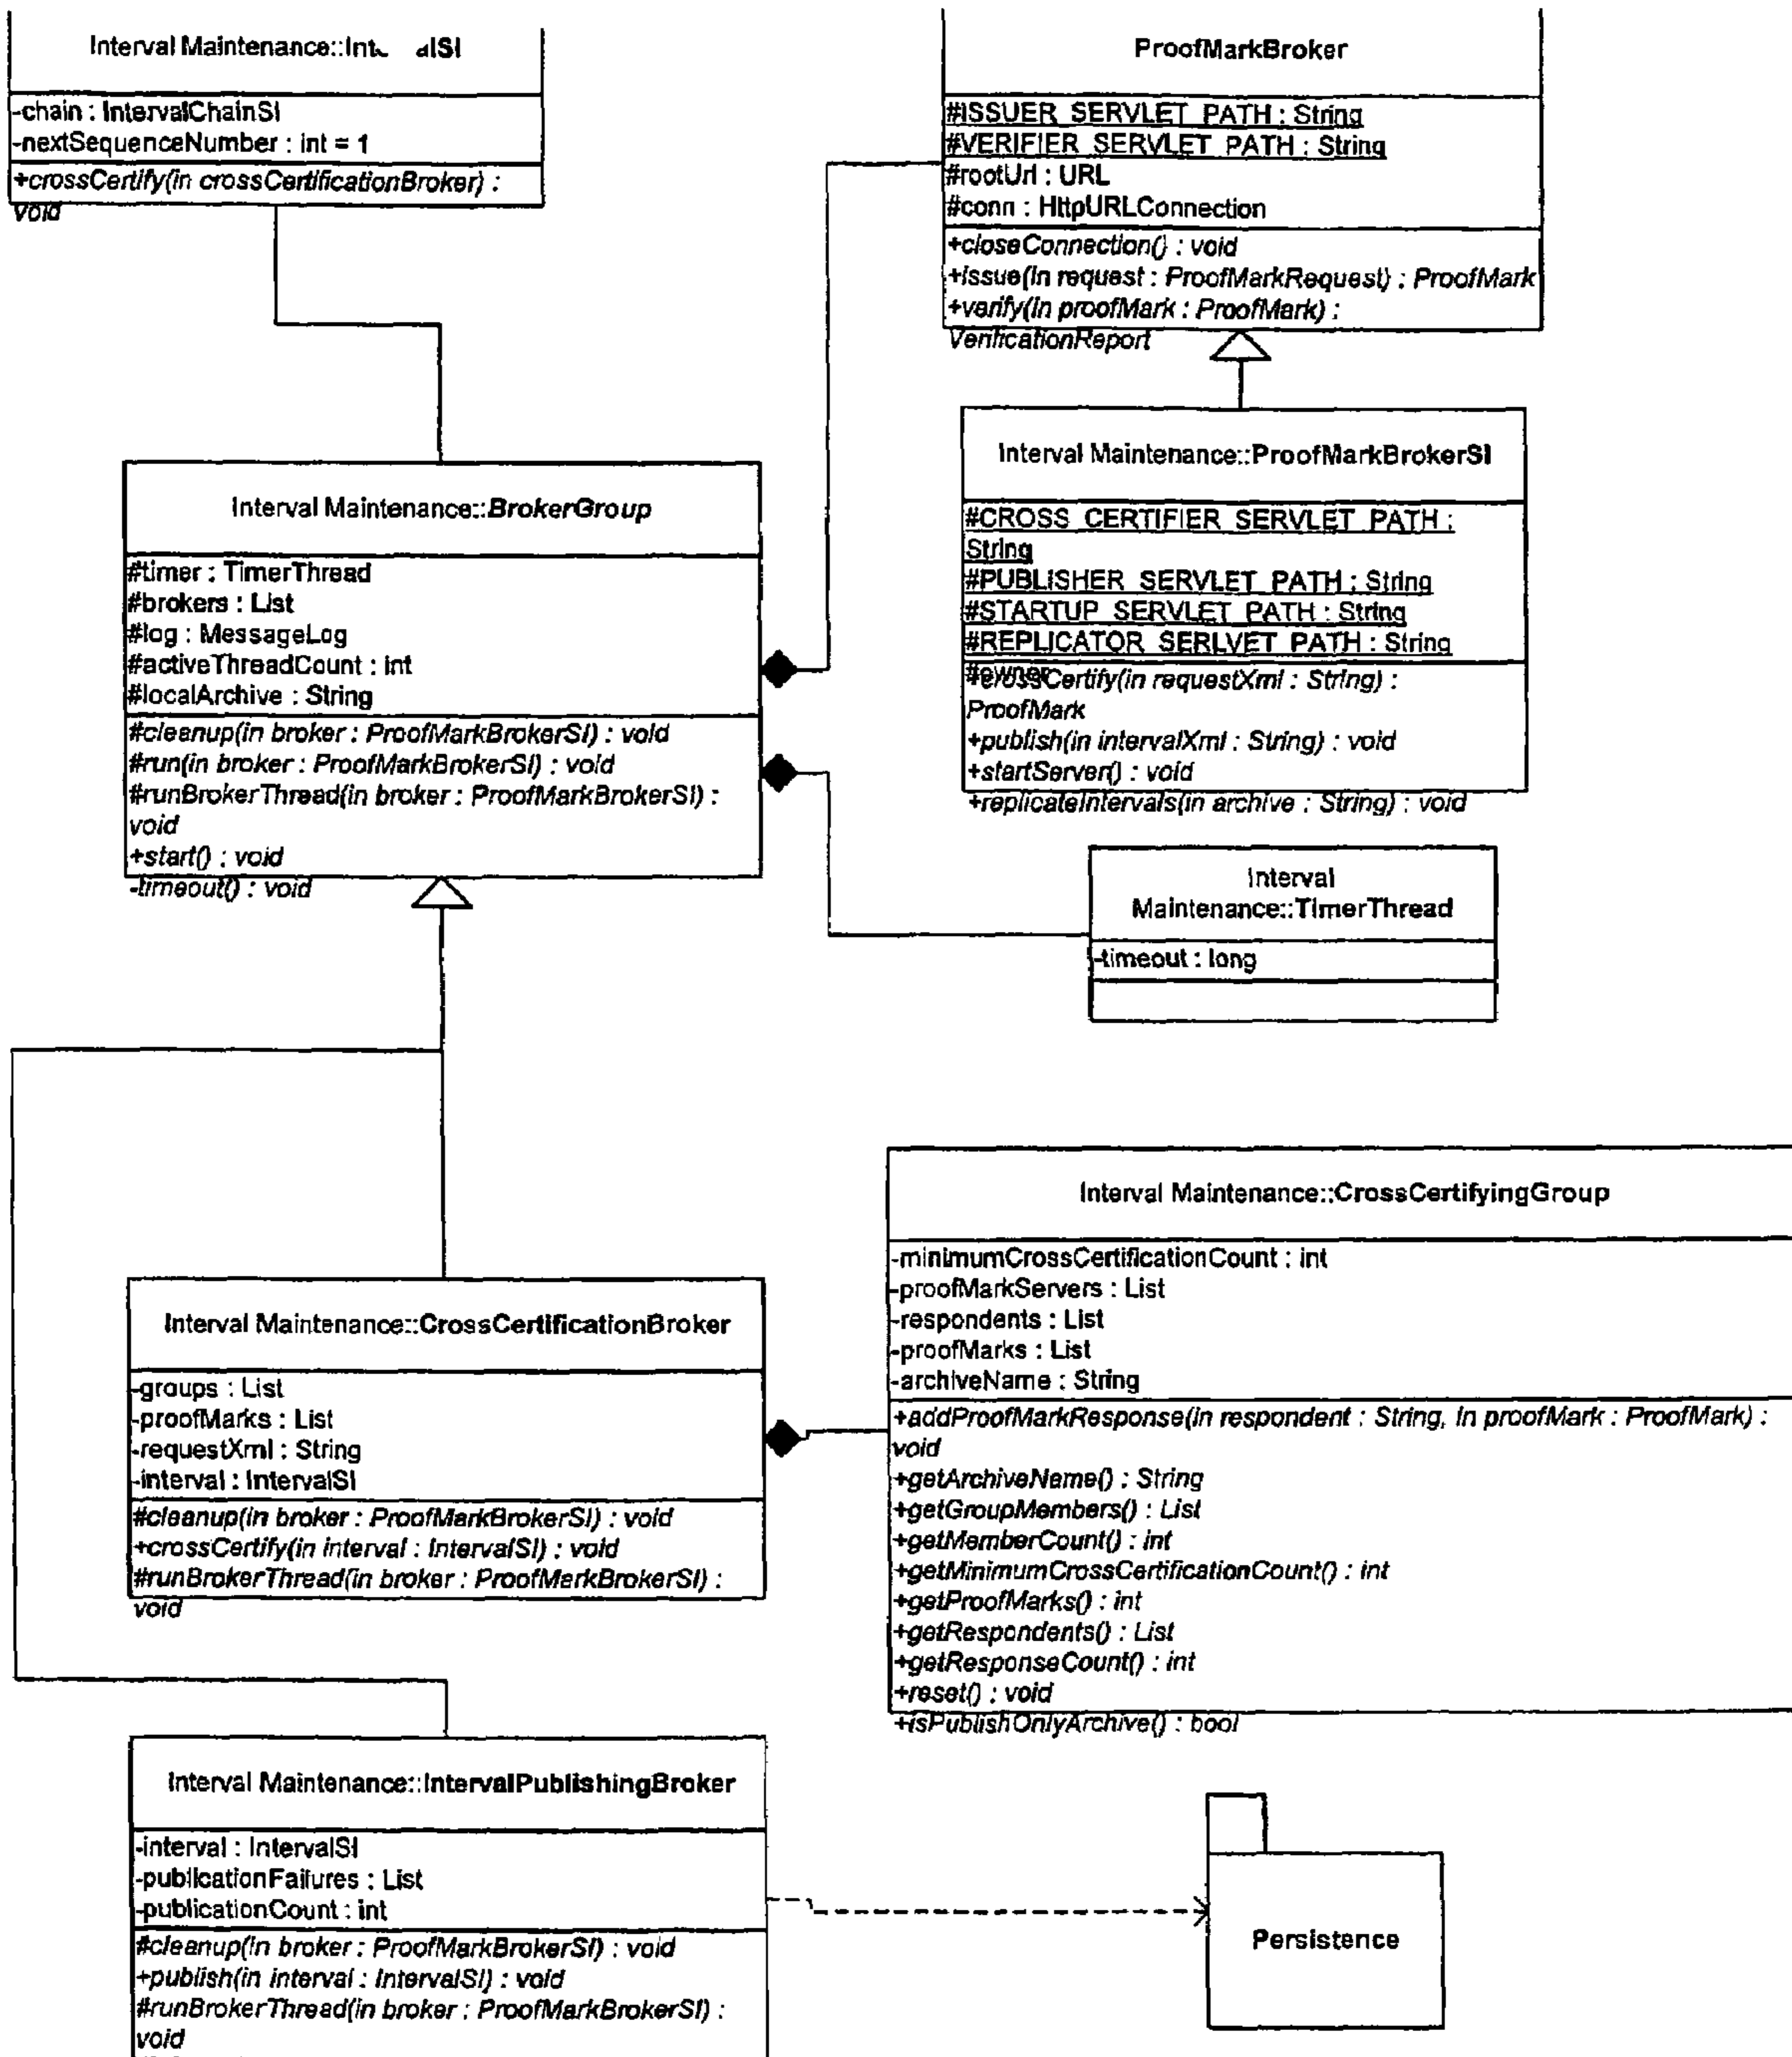 Interval Maintenance::Int alSI
-chain : IntervalChainSI
-nextSequenceNumber : int = 1
+crossCertify(in crossCertificationBroker) :
void
ProofMarkBroker
#ISSUER_SERVLET_PATH : String
#VERIFIER_SERVLET_PATH : String
#rootUrl : URL
#conn : HttpURLConnection
+closeConnection() : void
+issue(in request : ProofMarkRequest) : ProofMark
+verify(in proofMark : ProofMark) :
VerificationReport
Interval Maintenance::ProofMarkBrokerSI
#CROSS_CERTIFIER_SERVLET_PATH :
String
#PUBLISHER_SERVLET_PATH : String
#STARTUP_SERVLET_PATH : String
#REPLICATOR_SERLVET_PATH : String
#owner
+crossCertify(in requestXml : String) :
ProofMark
+publish(in intervalXml : String) : void
+startServer() : void
+replicateIntervals(in archive : String) : void
Interval Maintenance::BrokerGroup
#timer : TimerThread
#brokers : List
#log : MessageLog
#activeThreadCount : int
#localArchive : String
#cleanup(in broker : ProofMarkBrokerSI) : void
#run(in broker : ProofMarkBrokerSI) : void
#runBrokerThread(in broker : ProofMarkBrokerSI) :
void
+start() : void
-timeout() : void
Interval
Maintenance::TimerThread
-timeout : long
Interval Maintenance::CrossCertifyingGroup
-minimumCrossCertificationCount : int
-proofMarkServers : List
-respondents : List
-proofMarks : List
-archiveName : String
+addProofMarkResponse(in respondent : String, in proofMark : ProofMark) :
void
+getArchiveName() : String
+getGroupMembers() : List
+getMemberCount() : int
+getMinimumCrossCertificationCount() : int
+getProofMarks() : int
+getRespondents() : List
+getResponseCount() : int
+reset() : void
+isPublishOnlyArchive() : bool
Interval Maintenance::CrossCertificationBroker
-groups : List
-proofMarks : List
-requestXml : String
-interval : IntervalSI
#cleanup(in broker : ProofMarkBrokerSI) : void
+crossCertify(in interval : IntervalSI) : void
#runBrokerThread(in broker : ProofMarkBrokerSI) :
void
Interval Maintenance::IntervalPublishingBroker
-interval : IntervalSI
-publicationFailures : List
-publicationCount : int
#cleanup(in broker : ProofMarkBrokerSI) : void
+publish(in interval : IntervalSI) : void
#runBrokerThread(in broker : ProofMarkBrokerSI) :
void
Persistence